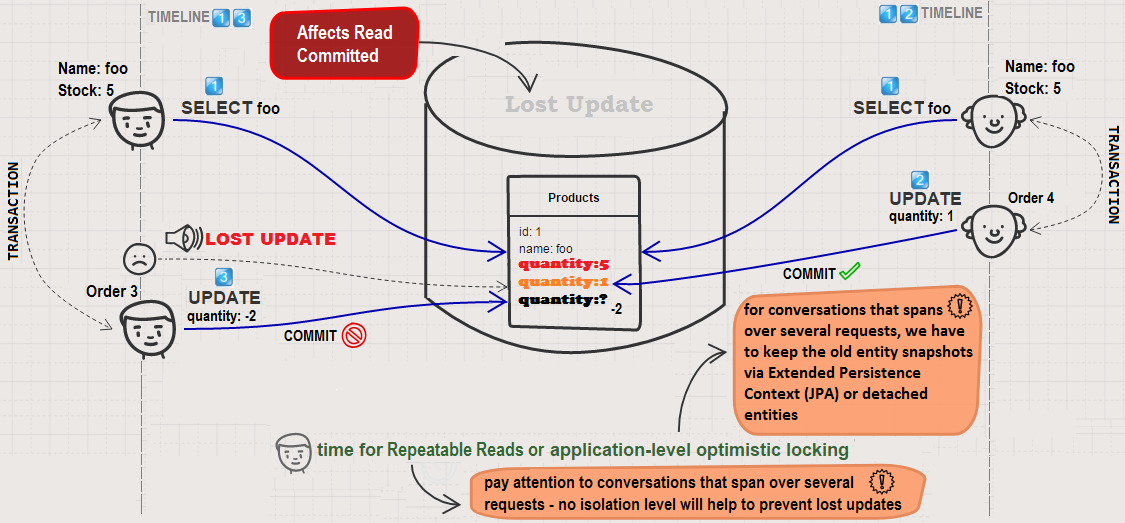 TIMELINE 1 3
1 2 TIMELINE
Affects Read
Committed
Name: foo
Stock: 5
Name: foo
Stock: 5
1
SELECT foo
Lost Update
1
SELECT foo
TRANSACTION
TRANSACTION
2
UPDATE
quantity: 1
Order 4
Products
id: 1
name: foo
quantity:5
quantity:1
quantity:?
-2
LOST UPDATE
3
UPDATE
quantity: -2
Order 3
COMMIT
COMMIT
for conversations that spans
over several requests, we have
to keep the old entity snapshots
via Extended Persistence
Context (JPA) or detached
entities
time for Repeatable Reads or application-level optimistic locking
pay attention to conversations that span over several
requests - no isolation level will help to prevent lost updates